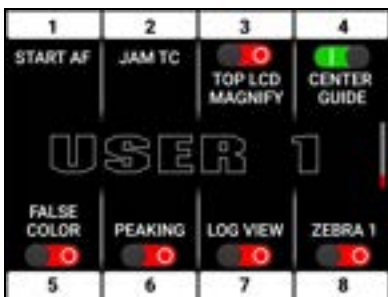 1 2 3 4
START AF JAM TC TOP LCD MAGNIFY CENTER GUIDE
USER 1
FALSE COLOR PEAKING LOG VIEW ZEBRA 1
5 6 7 8